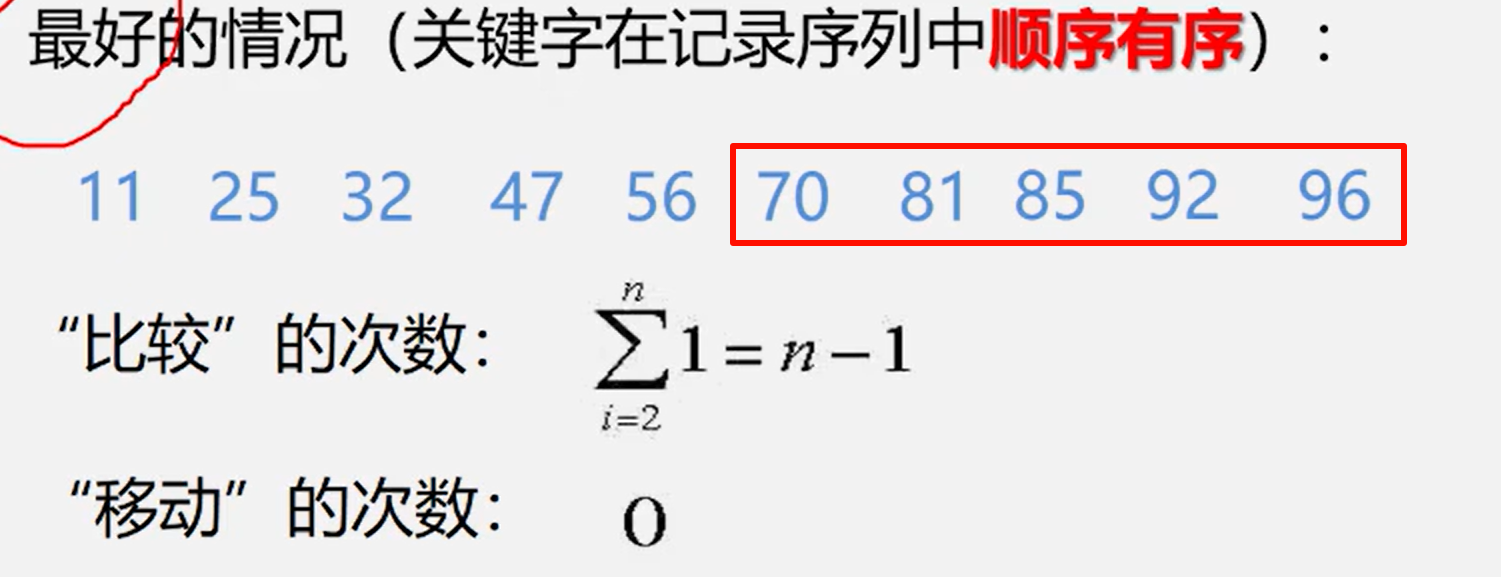 最好的情况（关键字在记录序列中顺序有序）：
11 25 32 47 56 70 81 85 92 96
“比较”的次数： n ∑ i=2 1 = n − 1
“移动”的次数： 0